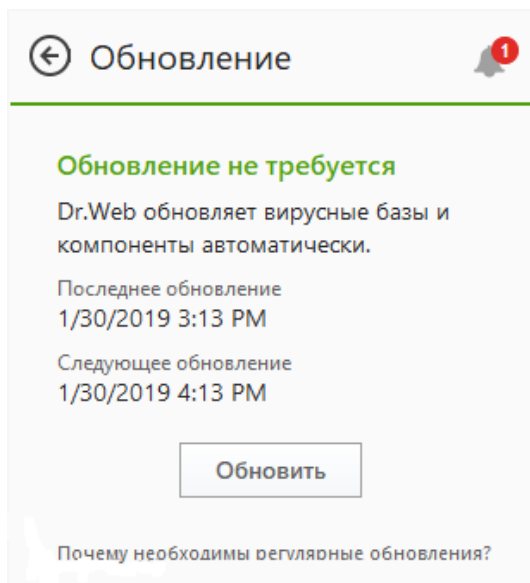 Обновление
1
Обновление не требуется
Dr.Web обновляет вирусные базы и
компоненты автоматически.
Последнее обновление
1/30/2019 3:13 PM
Следующее обновление
1/30/2019 4:13 PM
Обновить
Почему необходимы регулярные обновления?